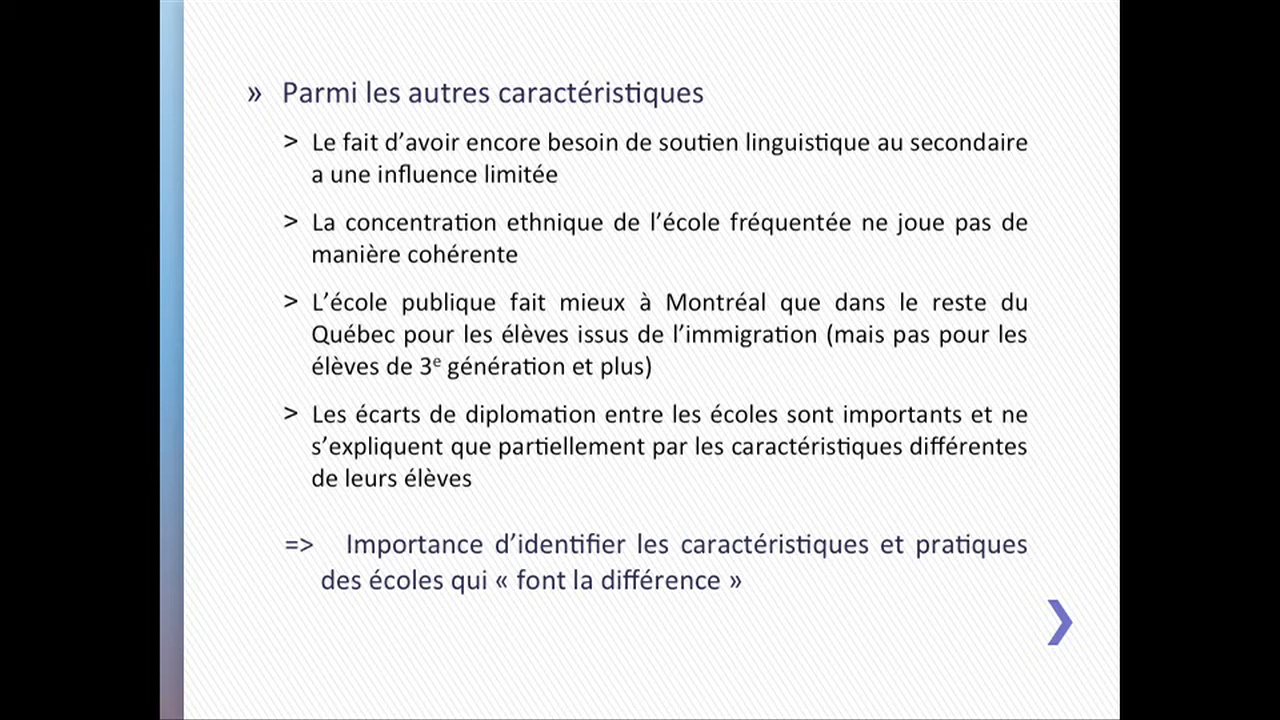 » Parmi les autres caractéristiques
> Le fait d’avoir encore besoin de soutien linguistique au secondaire
a une influence limitée
> La concentration ethnique de l’école fréquentée ne joue pas de
manière cohérente
> L’école publique fait mieux à Montréal que dans le reste du
Québec pour les élèves issus de l’immigration (mais pas pour les
élèves de 3e génération et plus)
> Les écarts de diplomation entre les écoles sont importants et ne
s’expliquent que partiellement par les caractéristiques différentes
de leurs élèves
=> Importance d’identifier les caractéristiques et pratiques
des écoles qui « font la différence »